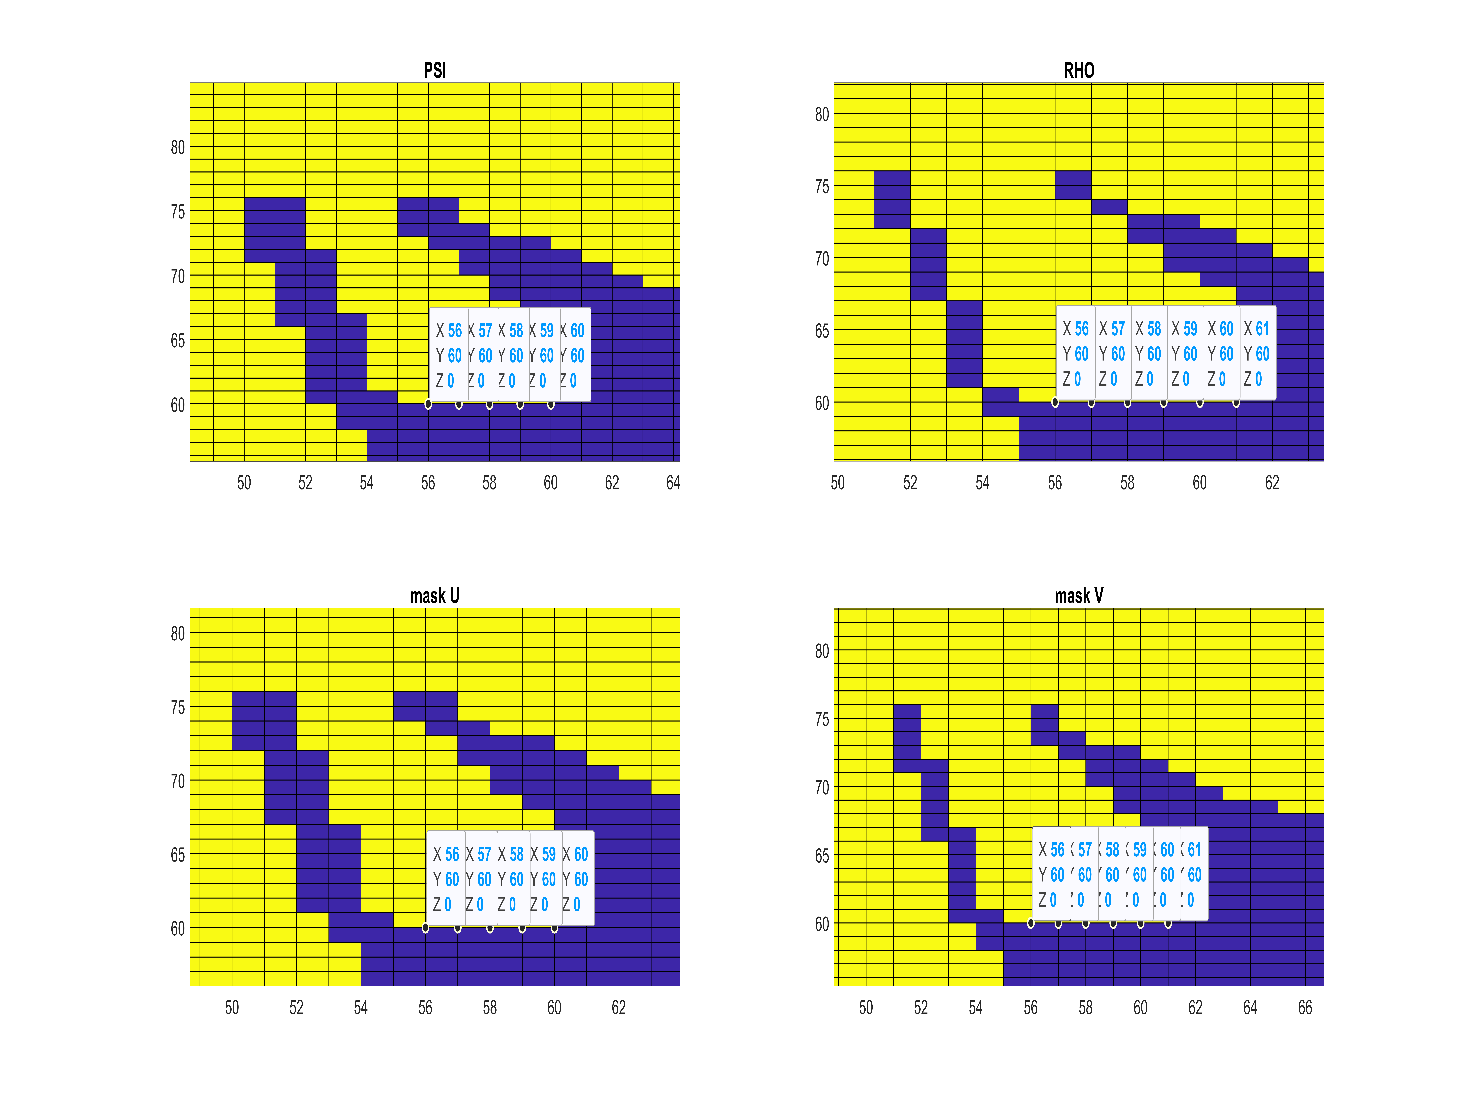 PSI
80
75
70
65
60
X 56 X 57 X 58 X 59 X 60
Y 60 Y 60 Y 60 Y 60 Y 60
Z 0 Z 0 Z 0 Z 0 Z 0
50 52 54 56 58 60 62 64
RHO
80
75
70
65
60
X 56 X 57 X 58 X 59 X 60 X 61
Y 60 Y 60 Y 60 Y 60 Y 60 Y 60
Z 0 Z 0 Z 0 Z 0 Z 0 Z 0
50 52 54 56 58 60 62
mask U
80
75
70
65
60
X 56 X 57 X 58 X 59 X 60
Y 60 Y 60 Y 60 Y 60 Y 60
Z 0 Z 0 Z 0 Z 0 Z 0
50 52 54 56 58 60 62
mask V
80
75
70
65
60
X 56 57 58 59 60 61
Y 60 60 60 60 60 60
Z 0 0 0 0 0 0
50 52 54 56 58 60 62 64 66